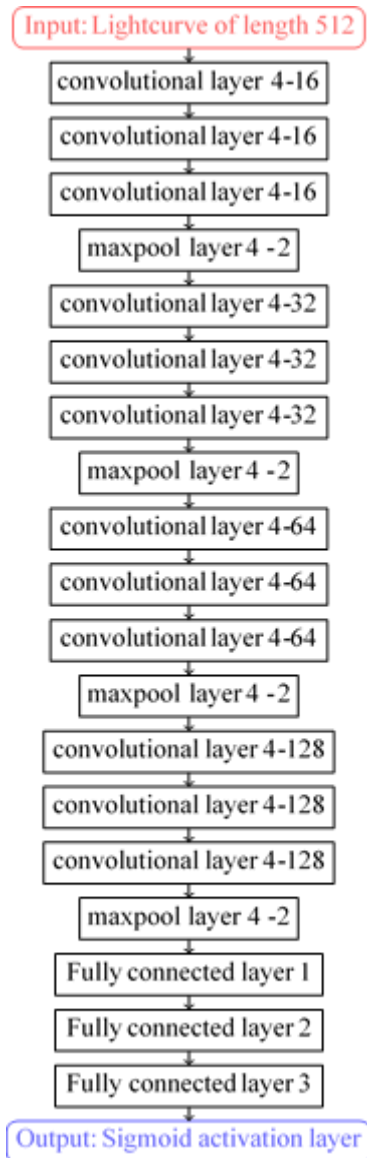 Input: Lightcurve of length 512
convolutional layer 4-16
convolutional layer 4-16
convolutional layer 4-16
maxpool layer 4 -2
convolutional layer 4-32
convolutional layer 4-32
convolutional layer 4-32
maxpool layer 4 -2
convolutional layer 4-64
convolutional layer 4-64
convolutional layer 4-64
maxpool layer 4 -2
convolutional layer 4-128
convolutional layer 4-128
convolutional layer 4-128
maxpool layer 4 -2
Fully connected layer 1
Fully connected layer 2
Fully connected layer 3
Output: Sigmoid activation layer